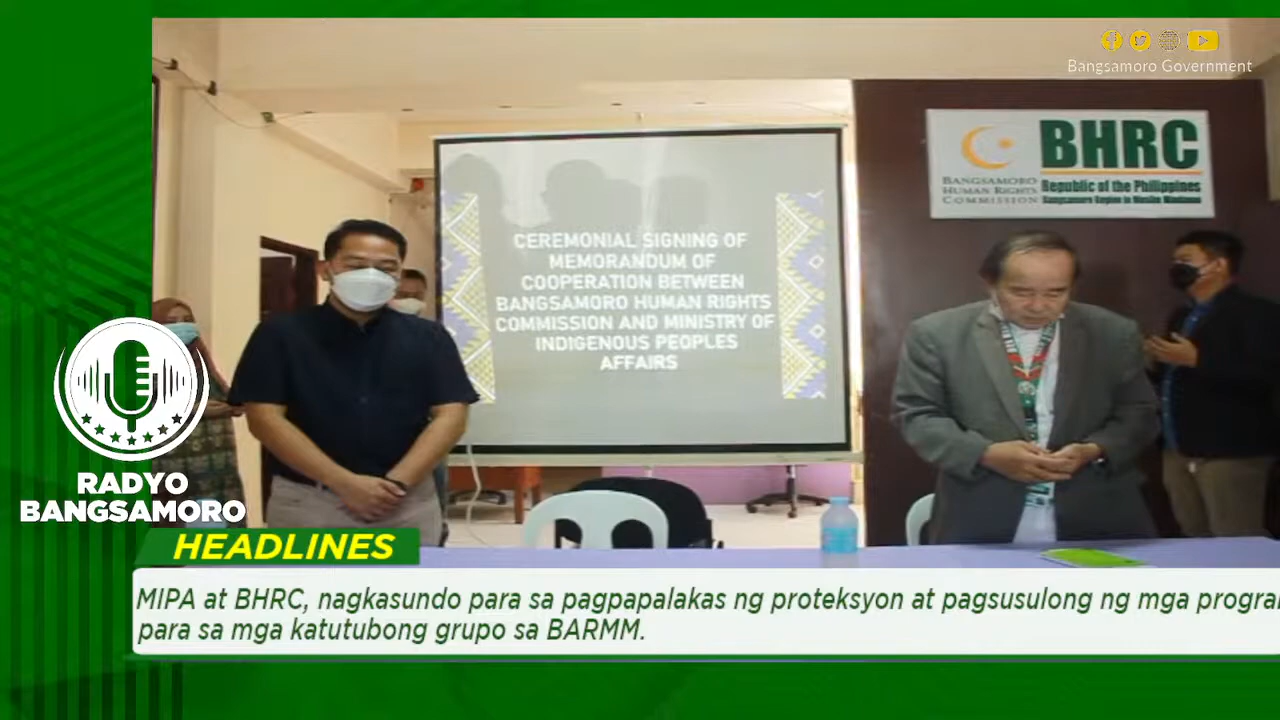 Bangsamoro Government
BHRC
BANGSAMORO
HUMAN RIGHTS
COMMISSION
Republic of the Philippines
Bangsamoro Region in Muslim Mindanao
CEREMONIAL SIGNING OF
MEMORANDUM OF
COOPERATION BETWEEN
BANGSAMORO HUMAN RIGHTS
COMMISSION AND MINISTRY OF
INDIGENOUS PEOPLES
AFFAIRS
RADYO
BANGSAMORO
HEADLINES
MIPA at BHRC, nagkasundo para sa pagpapalakas ng proteksyon at pagsusulong ng mga
para sa mga katutubong grupo sa BARMM.